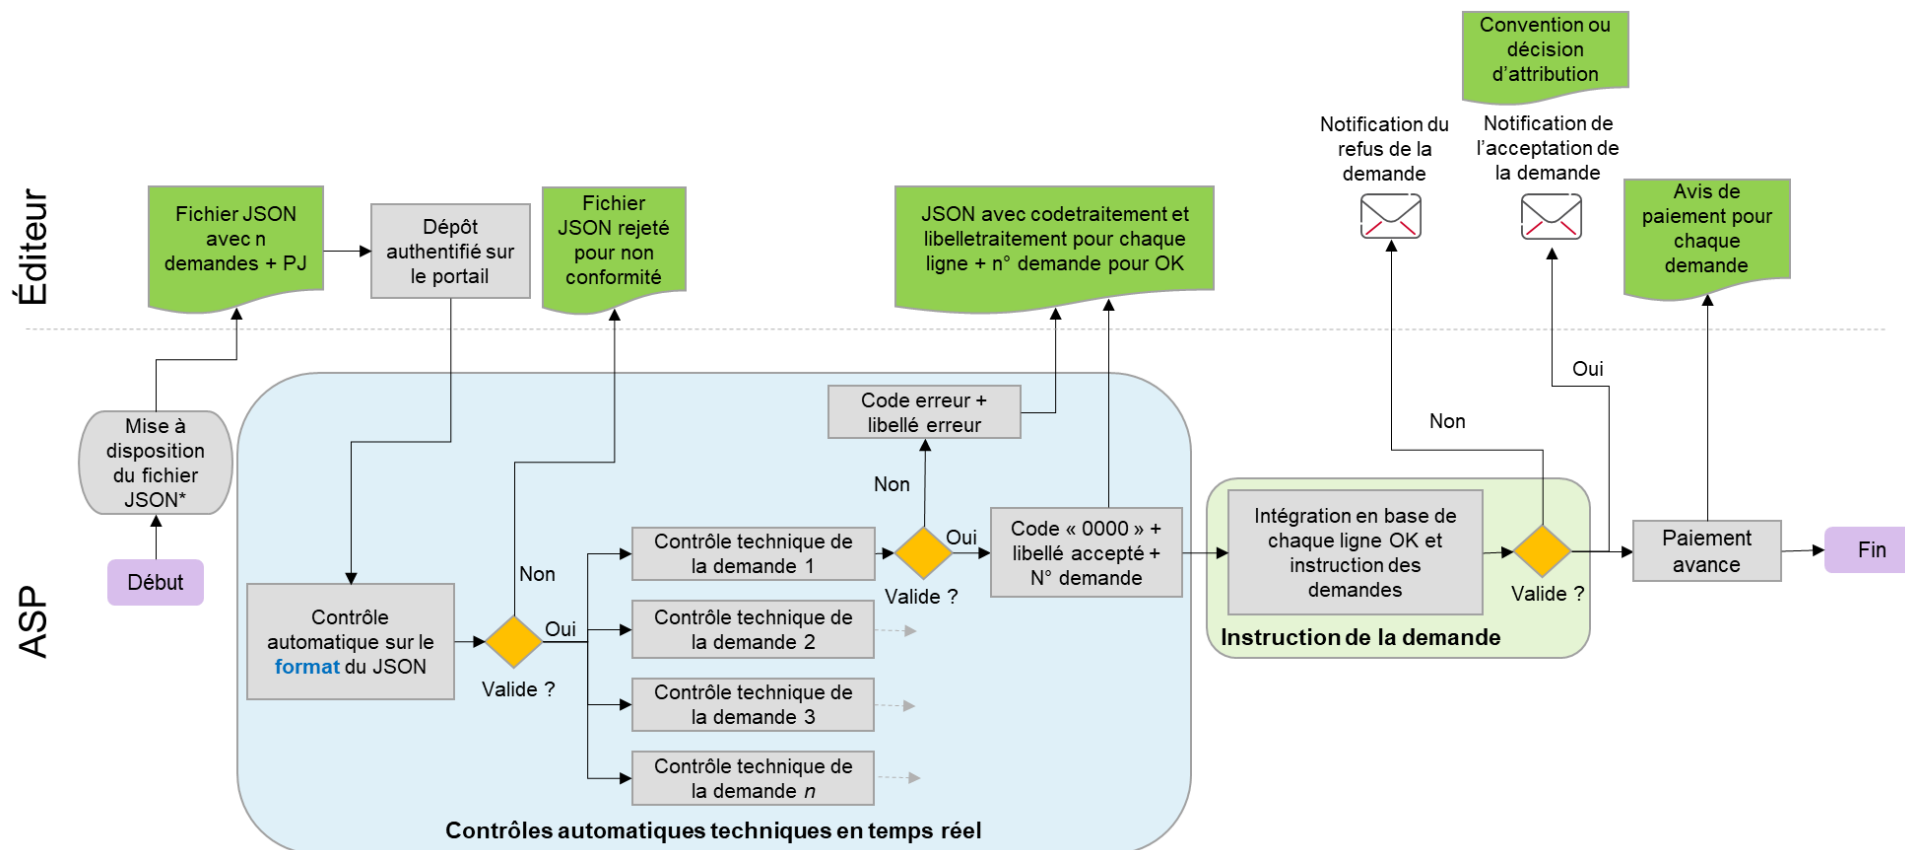 Éditeur
ASP
Convention ou
décision
d’attribution
Notification du
refus de la
demande
Notification de
l’acceptation de
la demande
Fichier JSON
avec n
demandes + PJ
Dépôt
authentifié sur
le portail
Fichier
JSON rejeté
pour non
conformité
JSON avec codetraitement et
libelletraitement pour chaque
ligne + n° demande pour OK
Avis de
paiement pour
chaque
demande
Mise à
disposition
du fichier
JSON*
Début
Contrôle
automatique sur le
format du JSON
Valide ?
Non
Oui
Contrôle technique de
la demande 1
Contrôle technique de
la demande 2
Contrôle technique de
la demande 3
Contrôle technique de
la demande n
Valide ?
Non
Oui
Code erreur +
libellé erreur
Code « 0000 » +
libellé accepté +
N° demande
Contrôles automatiques techniques en temps réel
Intégration en base de
chaque ligne OK et
instruction des
demandes
Instruction de la demande
Valide ?
Non
Oui
Paiement
avance
Fin